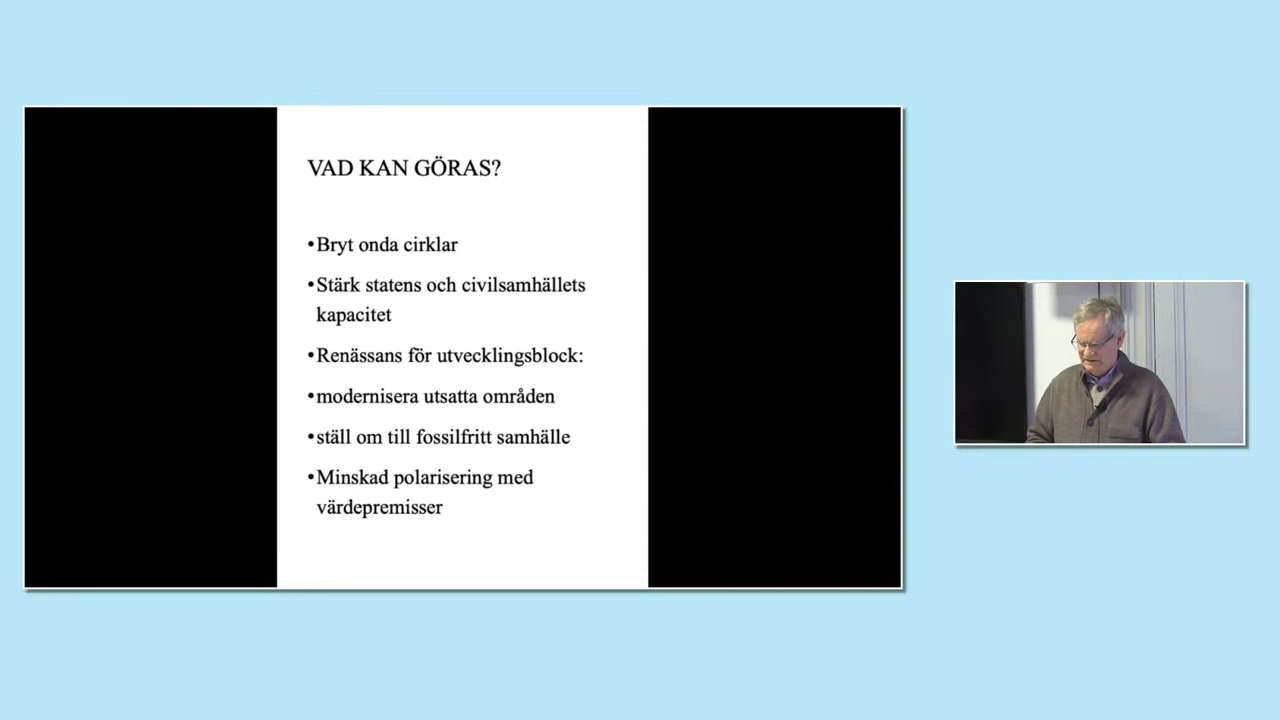 VAD KAN GÖRAS?
•Bryt onda cirklar
•Stärk statens och civilsamhällets
kapacitet
•Renässans för utvecklingsblock:
•modernisera utsatta områden
•ställ om till fossilfritt samhälle
•Minskad polarisering med
värdepremisser